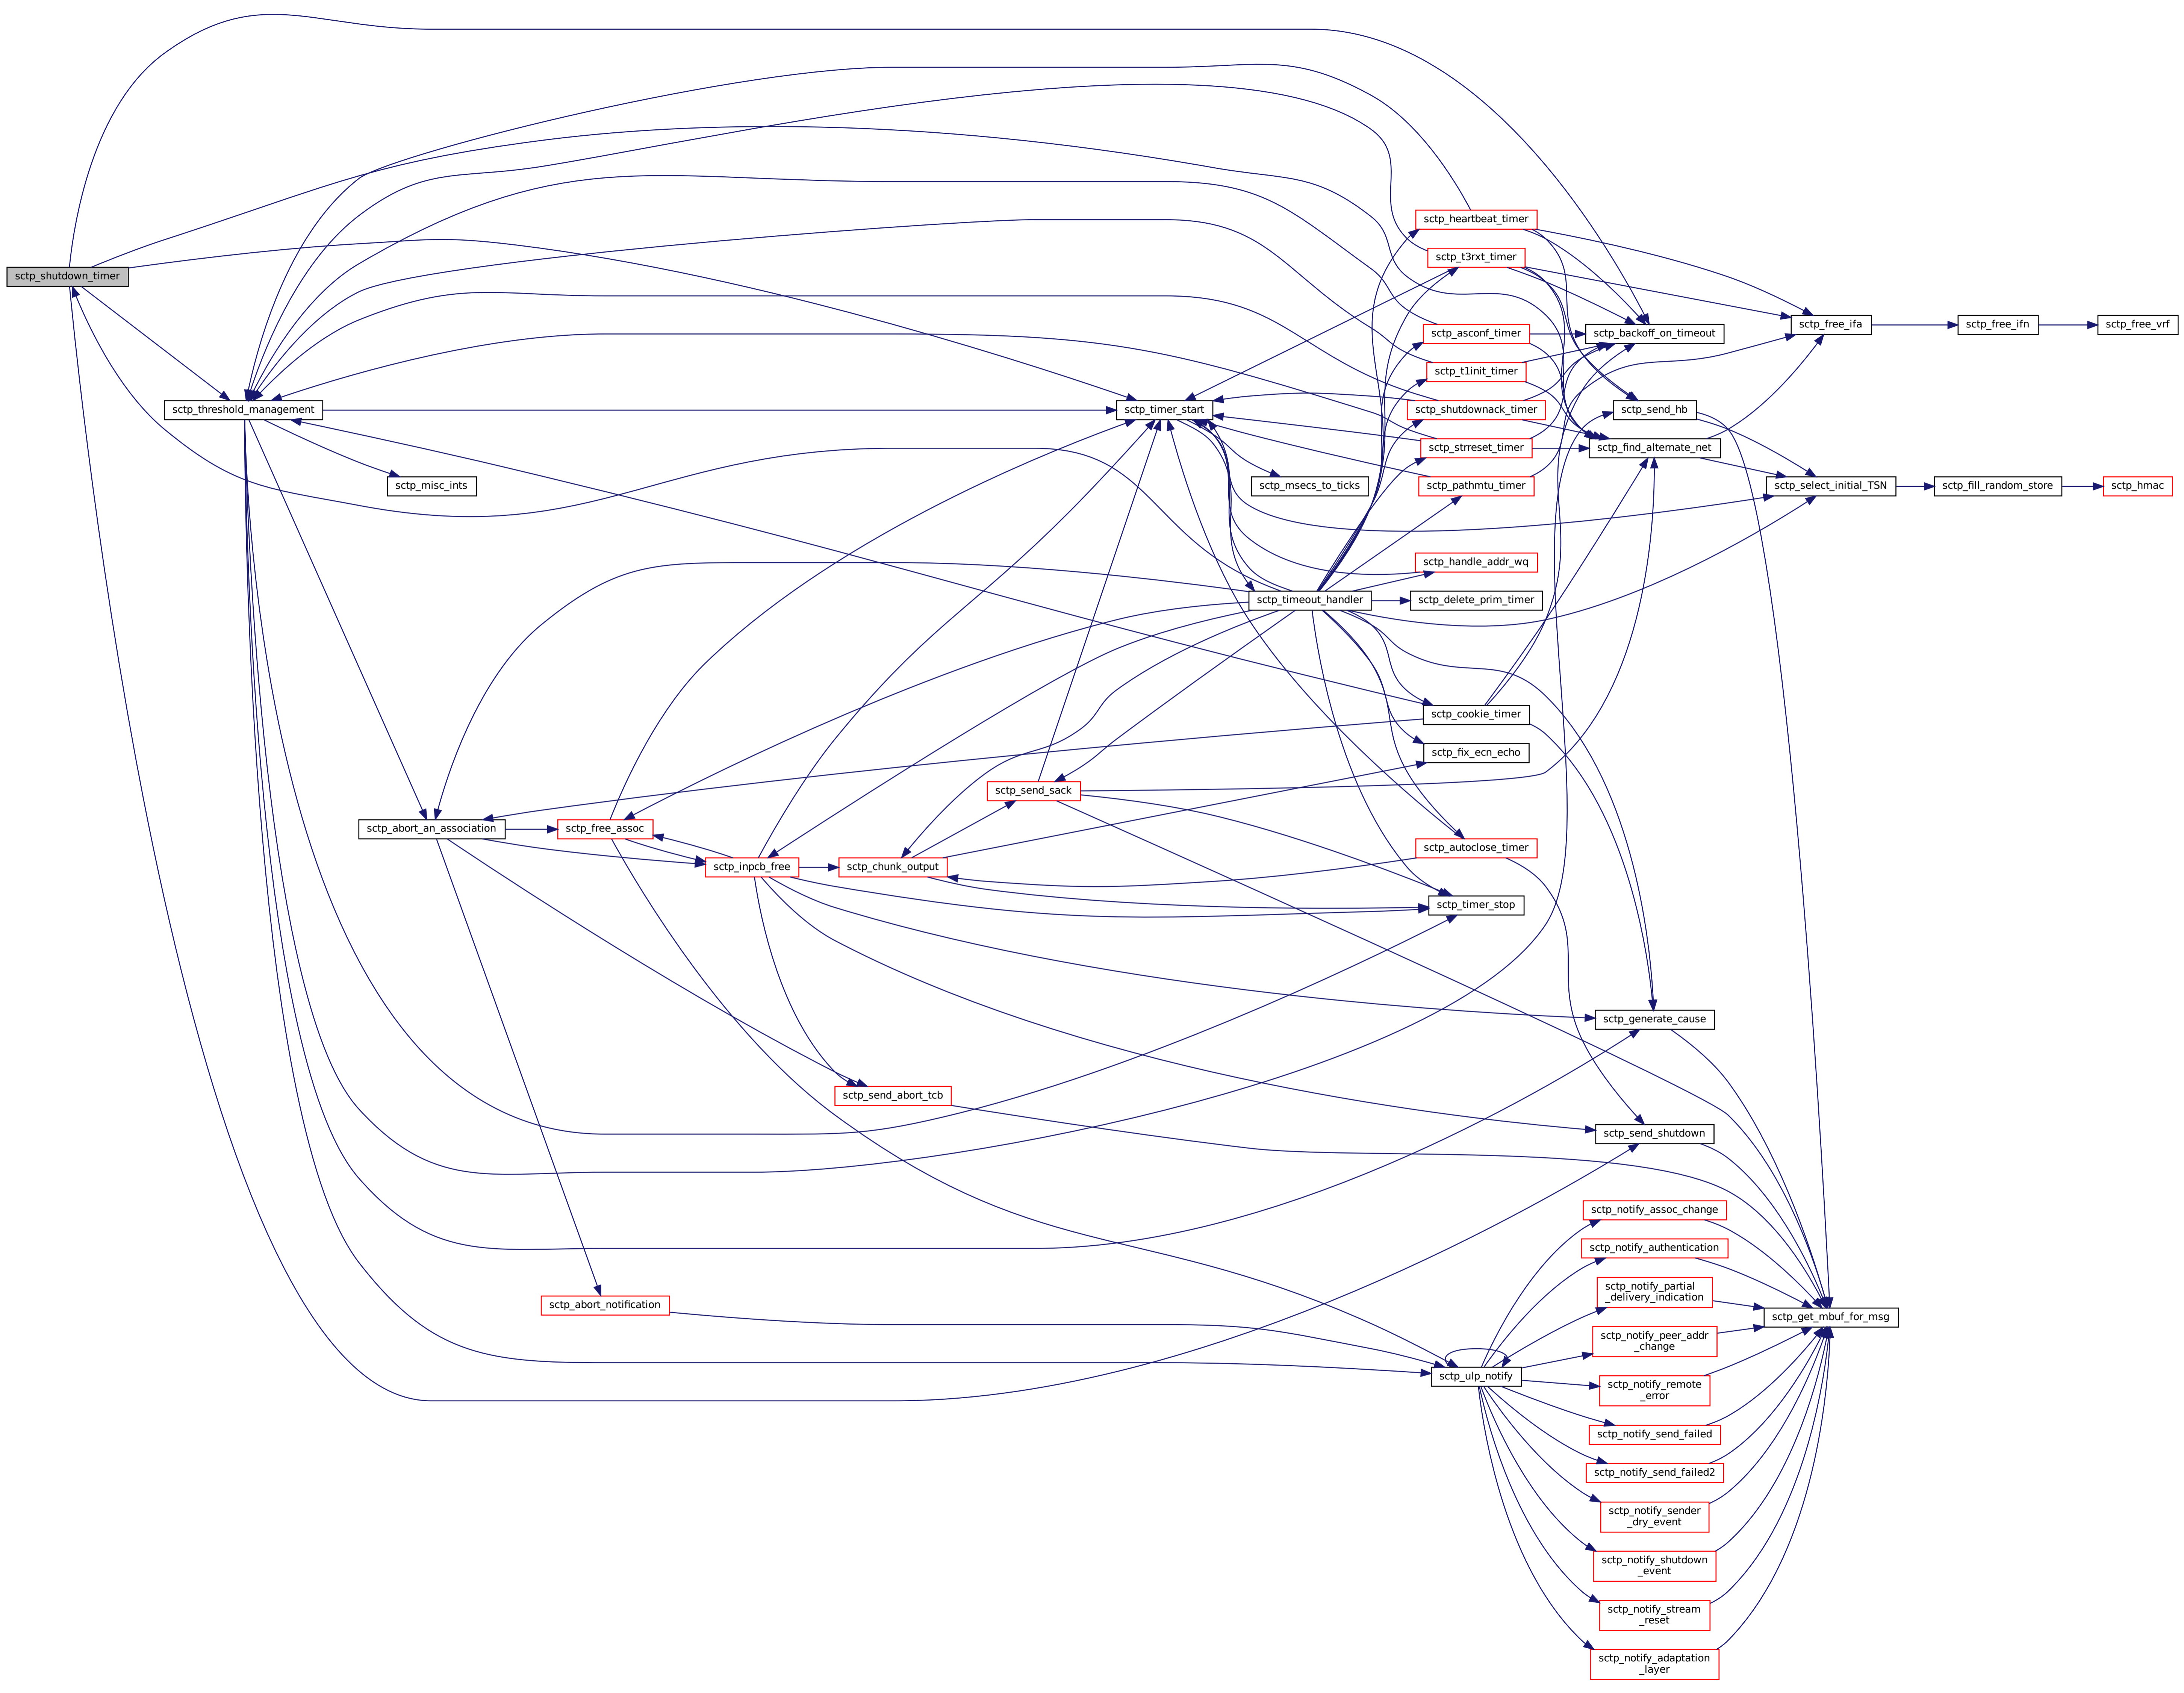 sctp_shutdown_timer
sctp_threshold_management
sctp_misc_ints
sctp_abort_an_association
sctp_free_assoc
sctp_abort_notification
sctp_inpcb_free
sctp_chunk_output
sctp_send_abort_tcb
sctp_send_sack
sctp_timer_start
sctp_msecs_to_ticks
sctp_timeout_handler
sctp_heartbeat_timer
sctp_t3rxt_timer
sctp_asconf_timer
sctp_t1init_timer
sctp_shutdownack_timer
sctp_strreset_timer
sctp_pathmtu_timer
sctp_handle_addr_wq
sctp_delete_prim_timer
sctp_cookie_timer
sctp_fix_ecn_echo
sctp_autoclose_timer
sctp_timer_stop
sctp_ulp_notify
sctp_backoff_on_timeout
sctp_send_hb
sctp_find_alternate_net
sctp_generate_cause
sctp_send_shutdown
sctp_notify_assoc_change
sctp_notify_authentication
sctp_notify_partial
_delivery_indication
sctp_notify_peer_addr
_change
sctp_notify_remote
_error
sctp_notify_send_failed
sctp_notify_send_failed2
sctp_notify_sender
_dry_event
sctp_notify_shutdown
_event
sctp_notify_stream
_reset
sctp_notify_adaptation
_layer
sctp_free_ifa
sctp_select_initial_TSN
sctp_get_mbuf_for_msg
sctp_free_ifn
sctp_fill_random_store
sctp_free_vrf
sctp_hmac